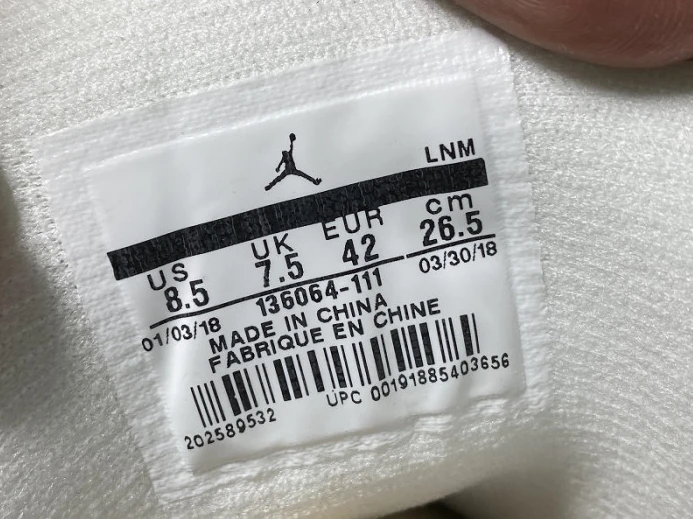 LNM
US UK EUR cm
8.5 7.5 42 26.5
01/03/18 136064-111 03/30/18
MADE IN CHINA
FABRIQUE EN CHINE
202589532 UPC 00191885403656